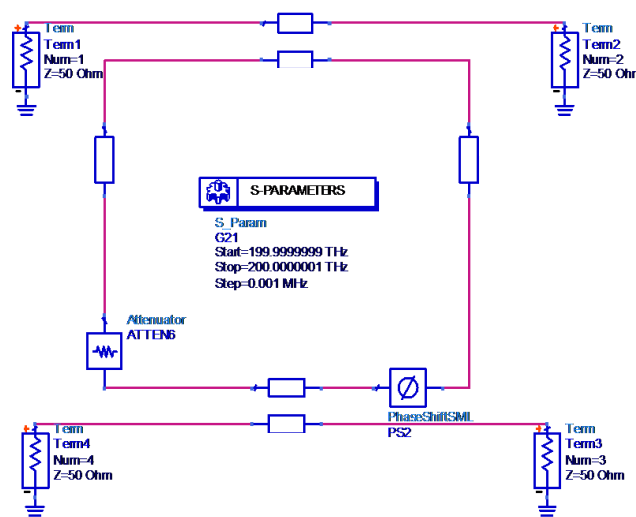 Term
Term1
Num=1
Z=50 Ohm
Term
Term2
Num=2
Z=50 Ohm
S-PARAMETERS
S_Param
G21
Start=199.9999999 THz
Stop=200.0000001 THz
Step=0.001 MHz
Attenuator
ATTEN6
PhaseShiftSML
PS2
Term
Term4
Num=4
Z=50 Ohm
Term
Term3
Num=3
Z=50 Ohm